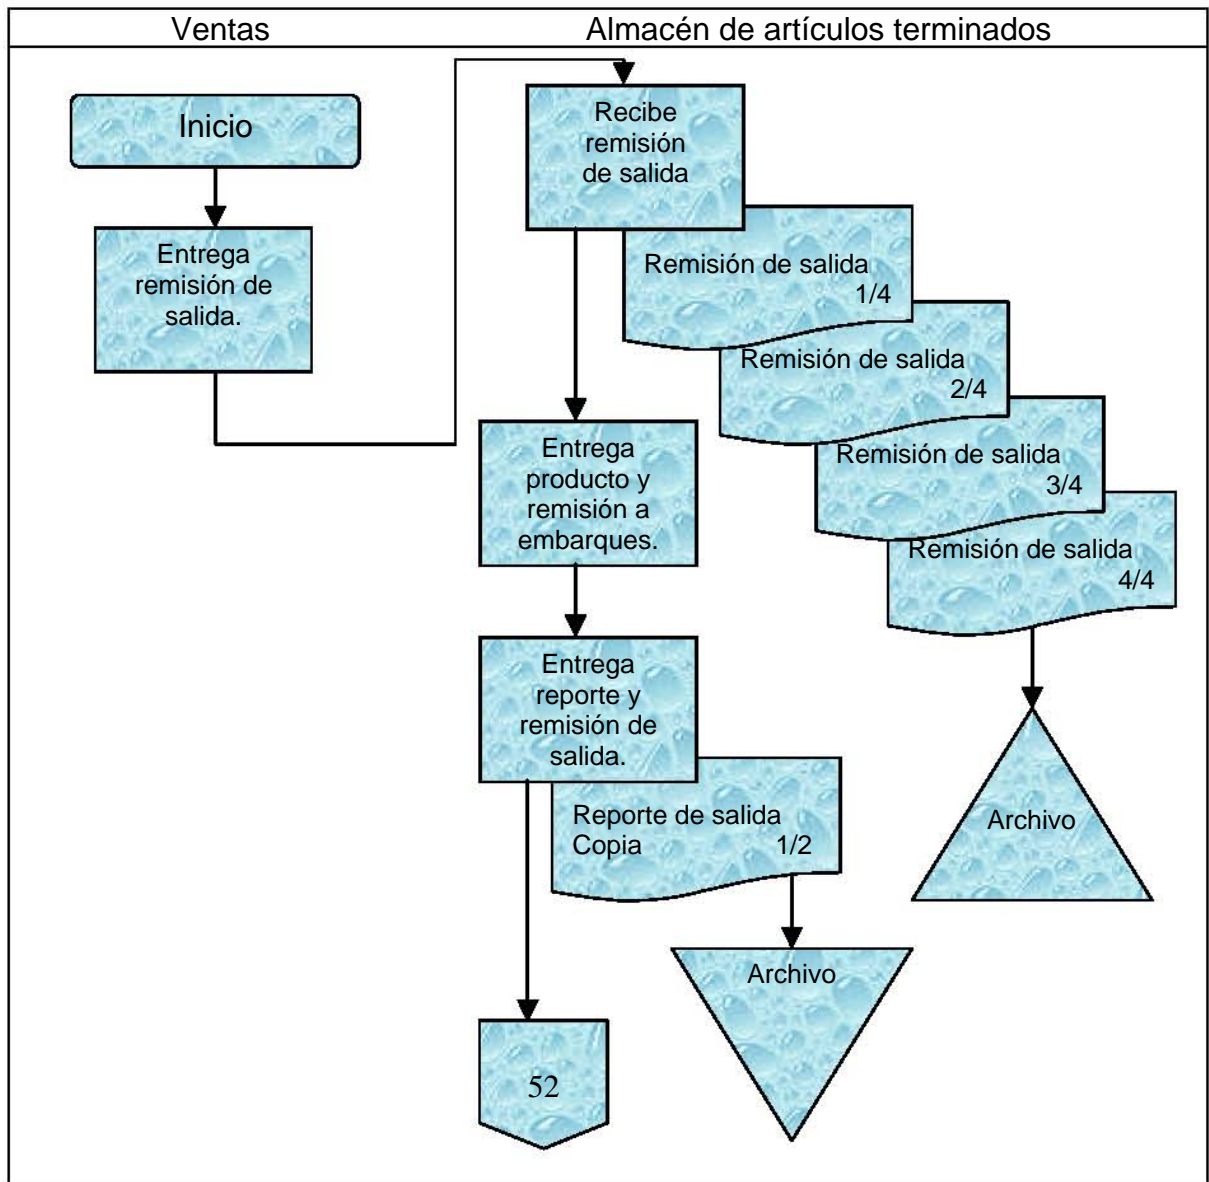 Ventas
Almacén de artículos terminados
Inicio
Entrega
remisión de
salida.
Recibe
remisión
de salida
Remisión de salida
1/4
Remisión de salida
2/4
Remisión de salida
3/4
Remisión de salida
4/4
Archivo
Entrega
producto y
remisión a
embarques.
Entrega
reporte y
remisión de
salida.
Reporte de salida
Copia 1/2
Archivo
52